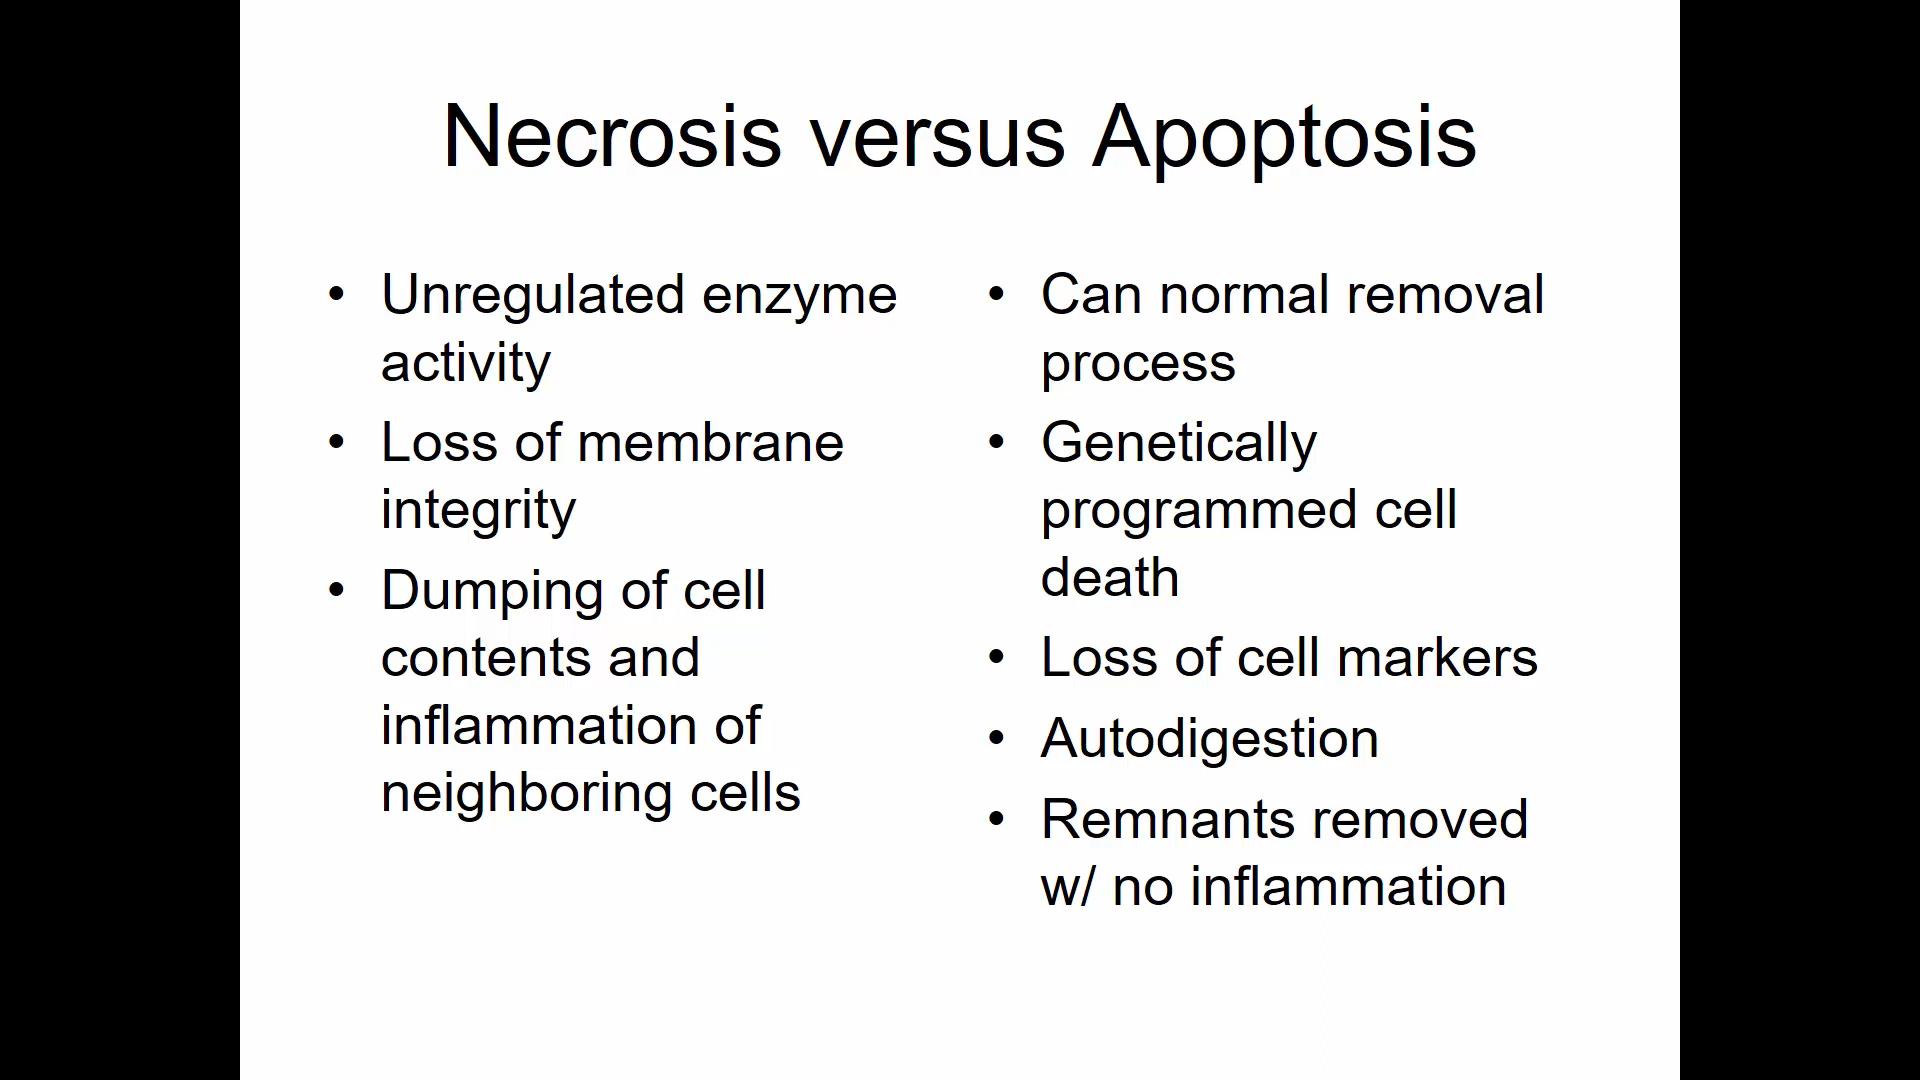 Necrosis versus Apoptosis
• Unregulated enzyme
activity
• Loss of membrane
integrity
• Dumping of cell
contents and
inflammation of
neighboring cells
• Can normal removal
process
• Genetically
programmed cell
death
• Loss of cell markers
• Autodigestion
• Remnants removed
w/ no inflammation